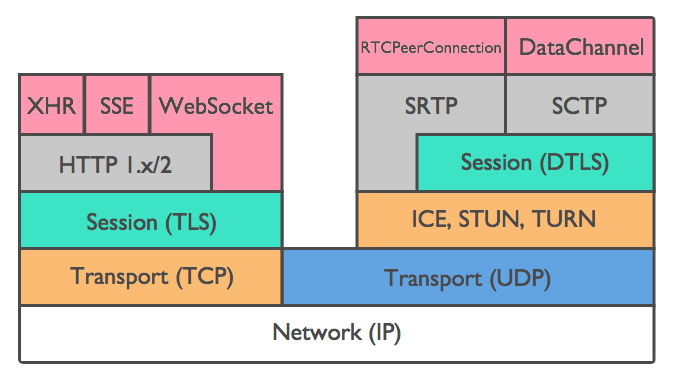 RTCPeerConnection
DataChannel
XHR
SSE
WebSocket
SRTP
SCTP
HTTP 1.x/2
Session (DTLS)
Session (TLS)
ICE, STUN, TURN
Transport (TCP)
Transport (UDP)
Network (IP)